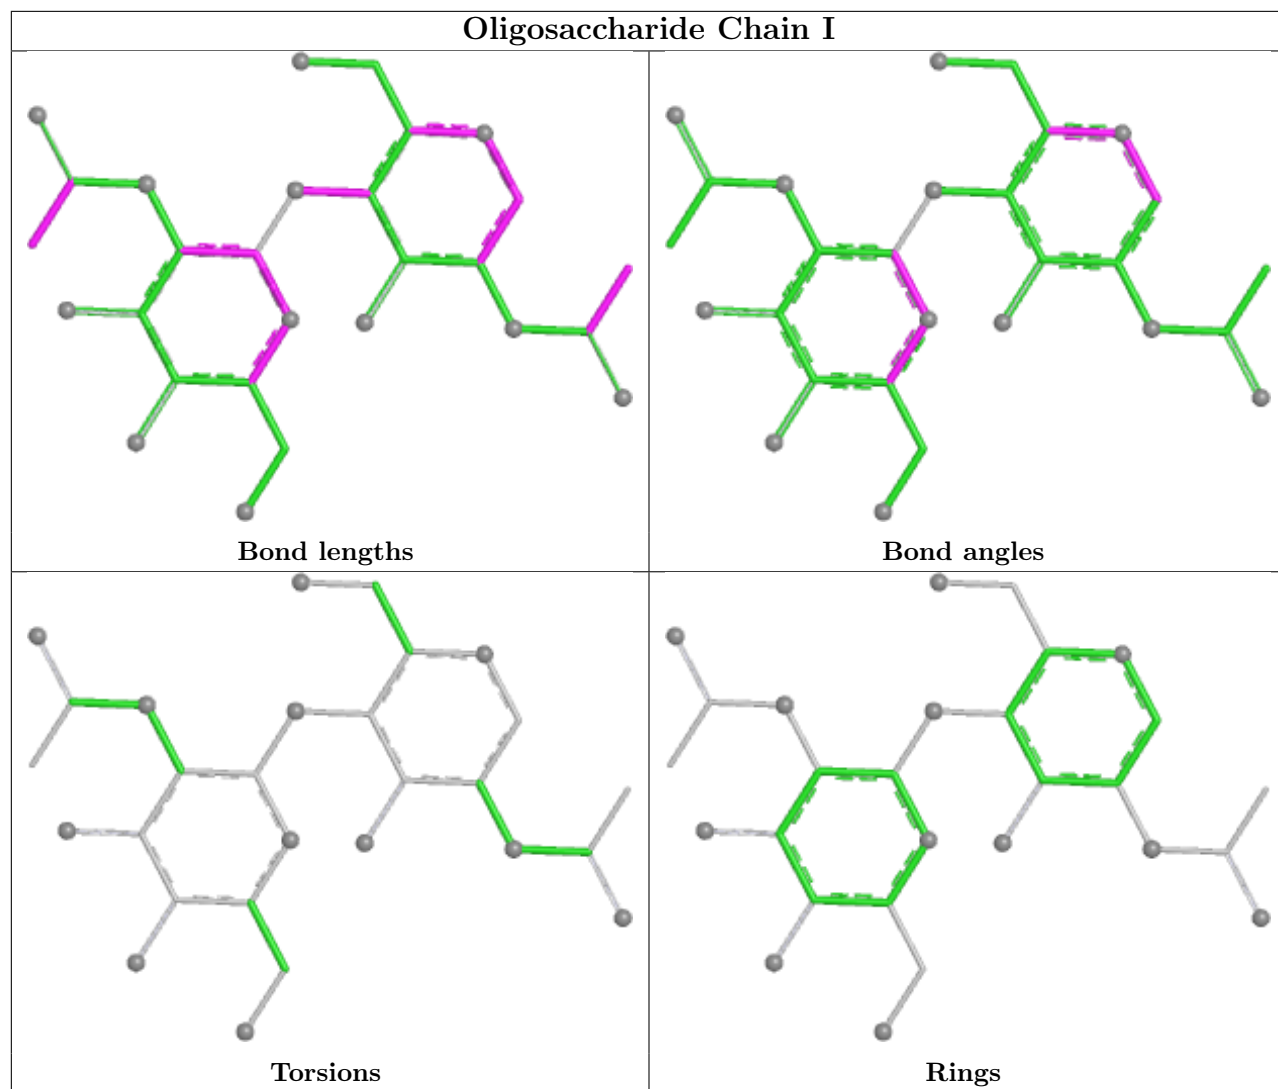 Oligosaccharide Chain I
Bond lengths
Bond angles
Torsions
Rings